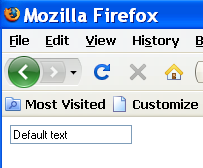 Mozilla Firefox
File Edit View History B
Most Visited Customize
Default text